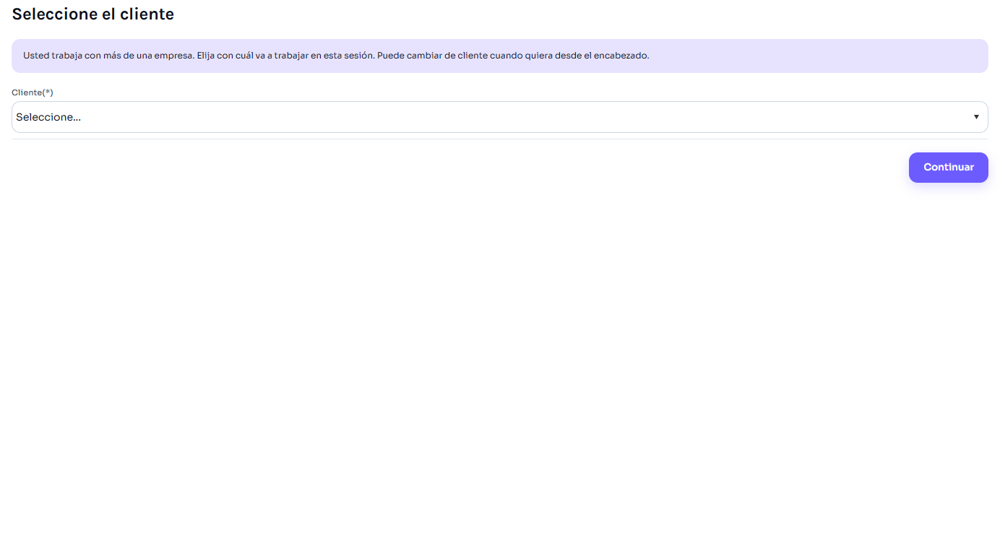 Seleccione el cliente
Usted trabaja con más de una empresa. Elija con cuál va a trabajar en esta sesión. Puede cambiar de cliente cuando quiera desde el encabezado.
Cliente(*)
Seleccione...
Continuar